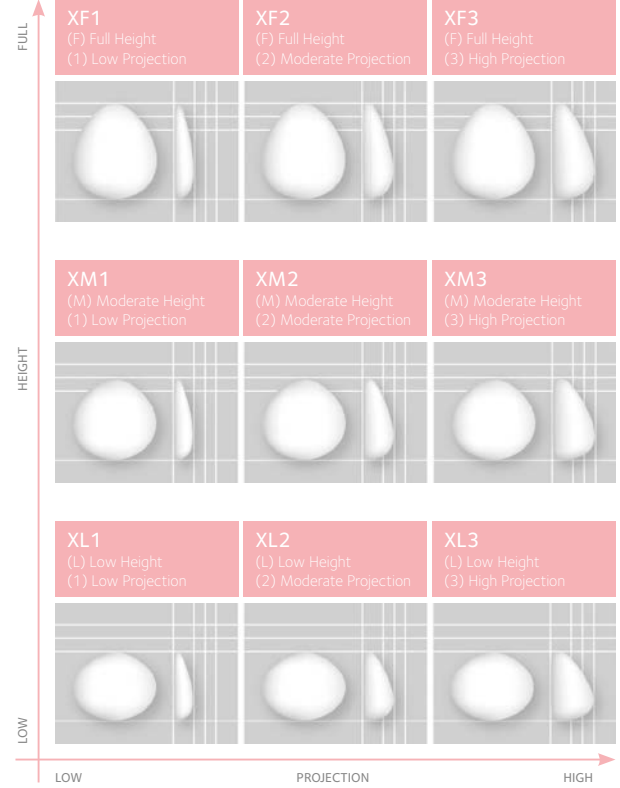 FULL
XF1
(F) Full Height
(1) Low Projection
XF2
(F) Full Height
(2) Moderate Projection
XF3
(F) Full Height
(3) High Projection
HEIGHT
XM1
(M) Moderate Height
(1) Low Projection
XM2
(M) Moderate Height
(2) Moderate Projection
XM3
(M) Moderate Height
(3) High Projection
XL1
(L) Low Height
(1) Low Projection
XL2
(L) Low Height
(2) Moderate Projection
XL3
(L) Low Height
(3) High Projection
LOW
LOW
PROJECTION
HIGH